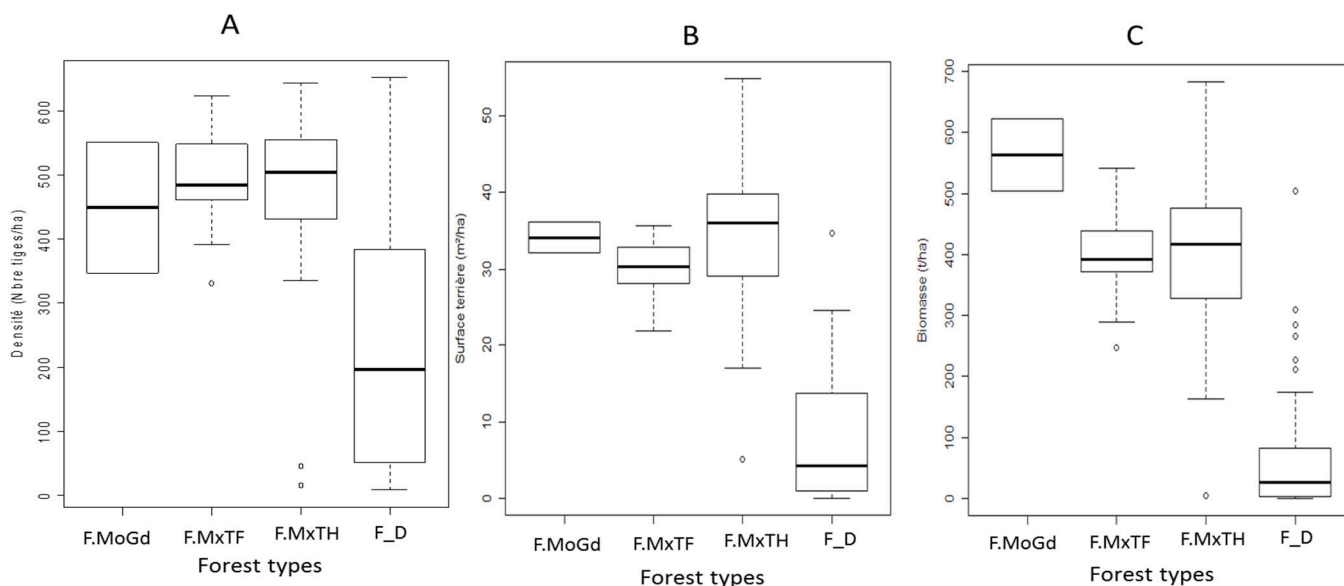 A
Densité (Nbre tiges/ha)
0
100
200
300
400
500
600
F.MoGd
F.MxTF
F.MxTH
F_D
Forest types
B
Surface terrière (m²/ha)
0
10
20
30
40
50
F.MoGd
F.MxTF
F.MxTH
F_D
Forest types
C
Biomasse (t/ha)
0
100
200
300
400
500
600
700
F.MoGd
F.MxTF
F.MxTH
F_D
Forest types